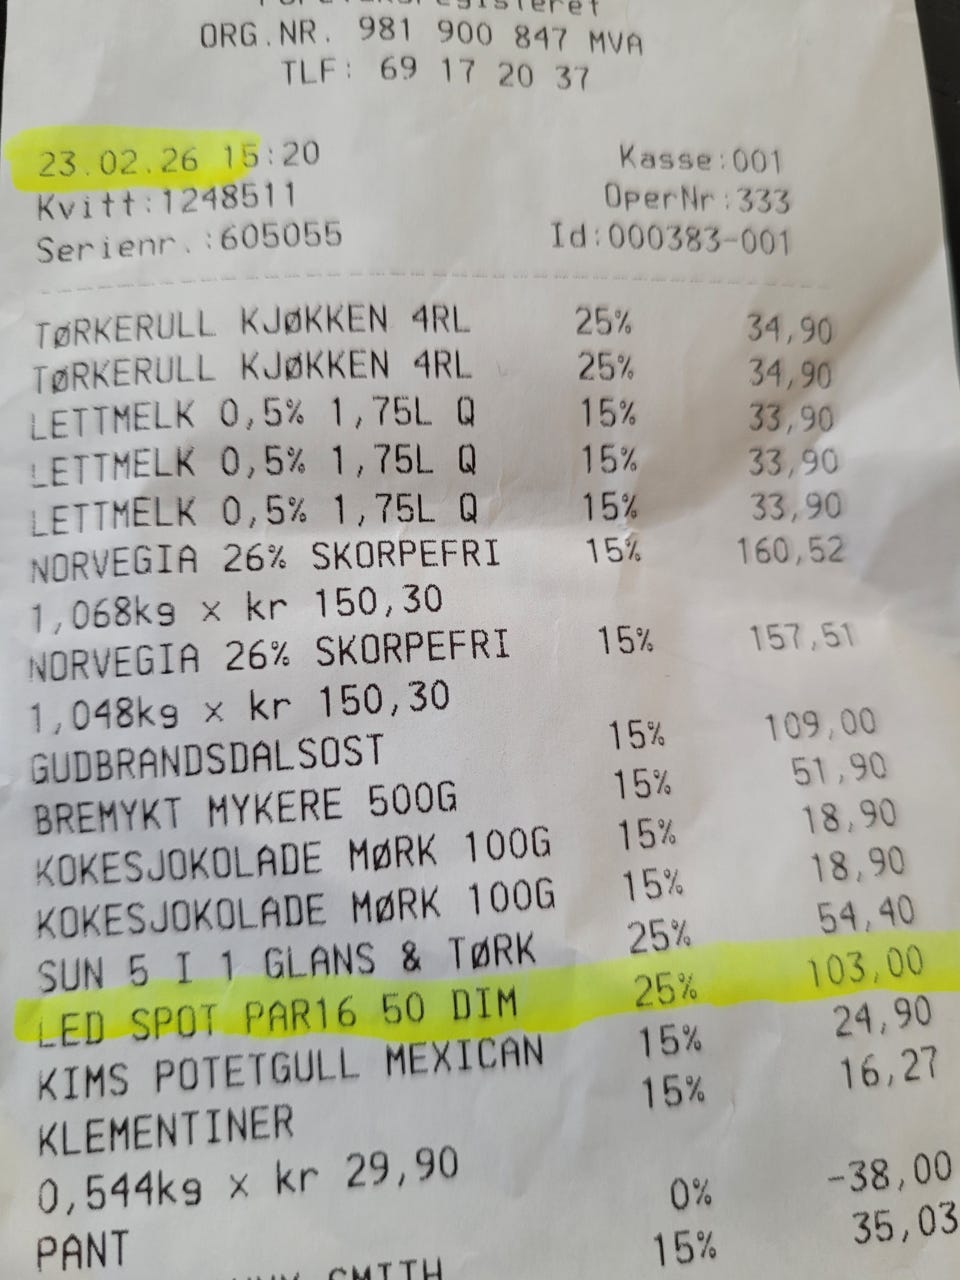 ORG.NR. 981 900 847 MVA
TLF: 69 17 20 37
23.02.26 15:20 Kasse:001
Kvitt:1248511 OperNr:333
Serienr.:605055 Id:000383-001
TØRKERULL KJØKKEN 4RL 25% 34,90
TØRKERULL KJØKKEN 4RL 25% 34,90
LETTMELK 0,5% 1,75L Q 15% 33,90
LETTMELK 0,5% 1,75L Q 15% 33,90
LETTMELK 0,5% 1,75L Q 15% 33,90
NORVEGIA 26% SKORPEFRI 15% 160,52
1,068kg x kr 150,30
NORVEGIA 26% SKORPEFRI 15% 157,51
1,048kg x kr 150,30
GUDBRANDSDALSOST 15% 109,00
BREMYKT MYKERE 500G 15% 51,90
KOKESJOKOLADE MØRK 100G 15% 18,90
KOKESJOKOLADE MØRK 100G 15% 18,90
SUN 5 I 1 GLANS & TØRK 25% 54,40
LED SPOT PAR16 50 DIM 25% 103,00
KIMS POTETGULL MEXICAN 15% 24,90
KLEMENTINER 15% 16,27
0,544kg x kr 29,90
PANT 0% -38,00
SMITH 15% 35,03